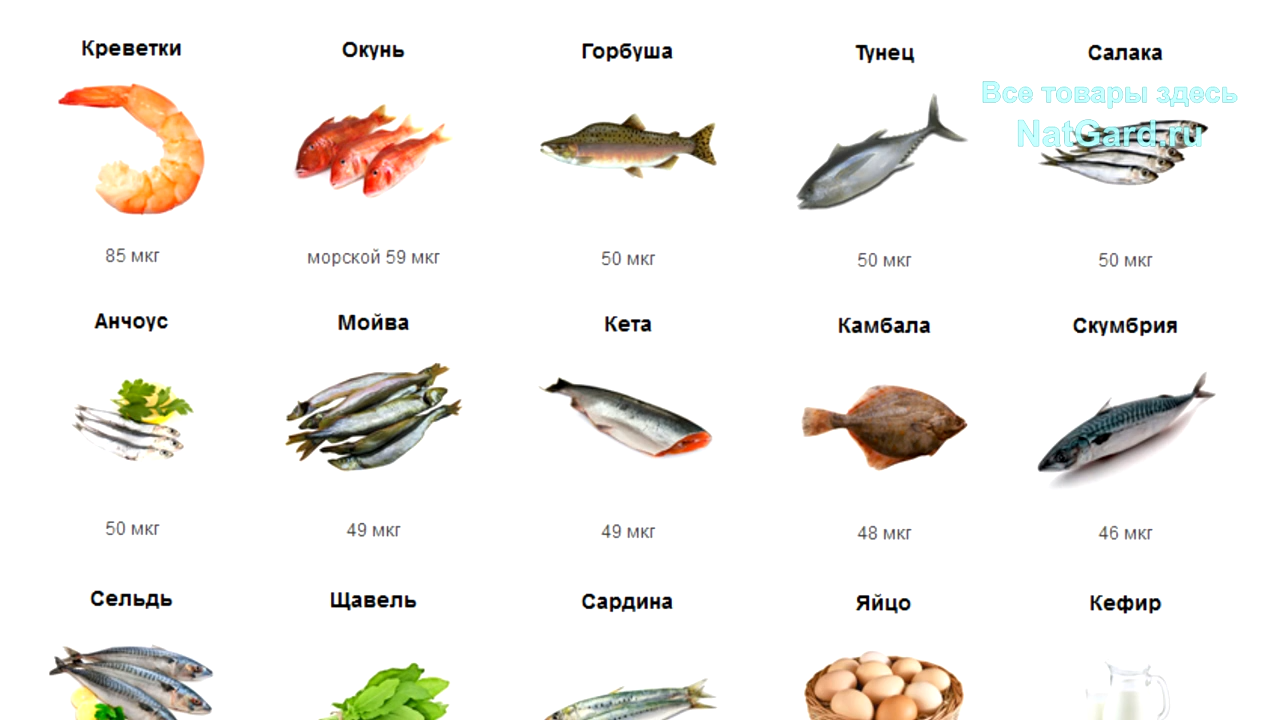 Креветки
Окунь
Горбуша
Тунец
Салака
Все товары здесь
NatGard.ru
85 мкг
морской 59 мкг
50 мкг
50 мкг
50 мкг
Анчоус
Мойва
Кета
Камбала
Скумбрия
50 мкг
49 мкг
49 мкг
48 мкг
46 мкг
Сельдь
Щавель
Сардина
Яйцо
Кефир